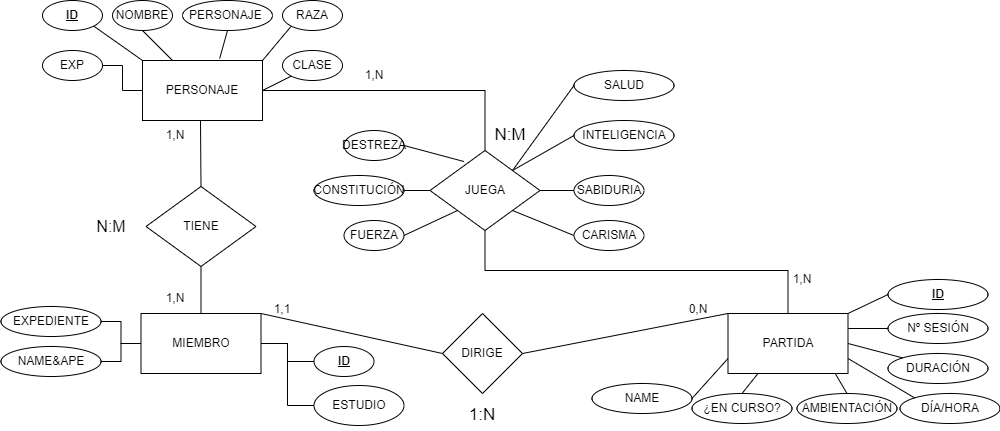 ID
NOMBRE
PERSONAJE
RAZA
EXP
CLASE
PERSONAJE
1,N
SALUD
1,N
N:M
INTELIGENCIA
DESTREZA
CONSTITUCIÓN
JUEGA
SABIDURIA
N:M
TIENE
FUERZA
CARISMA
1,N
1,N
1,1
0,N
ID
EXPEDIENTE
Nº SESIÓN
MIEMBRO
DIRIGE
PARTIDA
NAME&APE
ID
DURACIÓN
NAME
ESTUDIO
¿EN CURSO?
AMBIENTACIÓN
DÍA/HORA
1:N